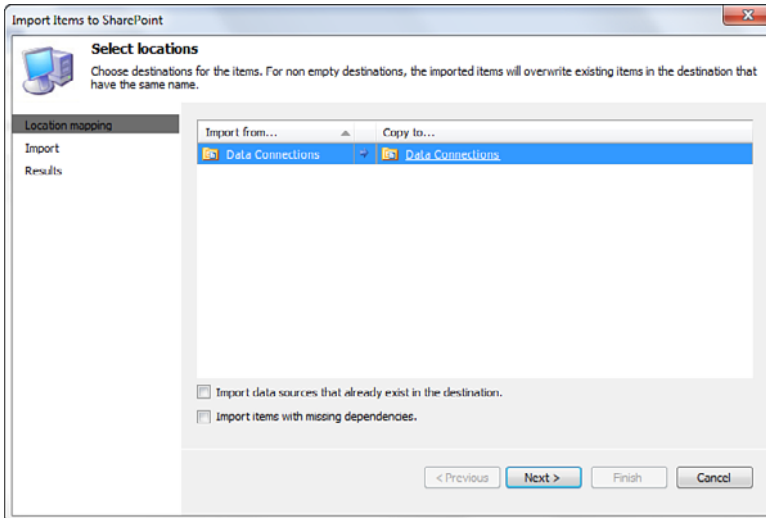 Import Items to SharePoint
Select locations
Choose destinations for the items. For non empty destinations, the imported items will overwrite existing items in the destination that
have the same name.
Location mapping
Import
Results
Import from... Copy to...
Data Connections Data Connections
Import data sources that already exist in the destination.
Import items with missing dependencies.
< Previous Next > Finish Cancel